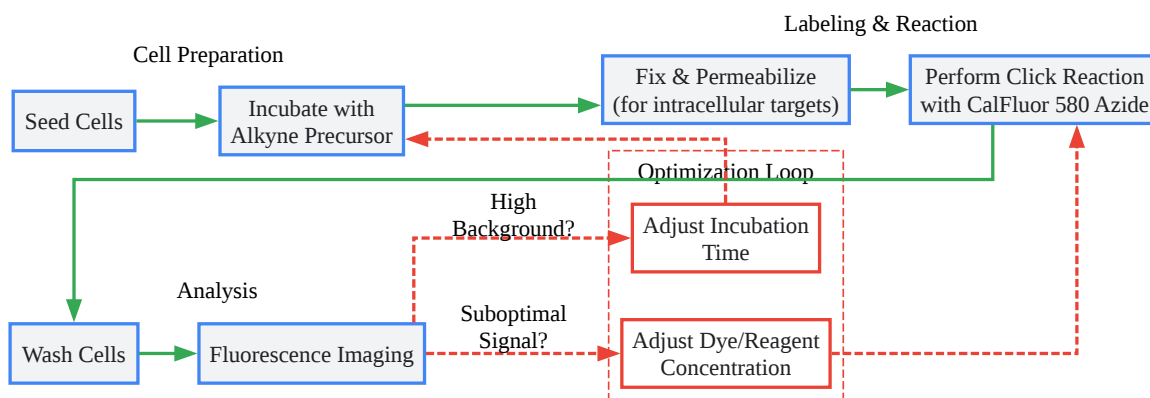 Labeling & Reaction
Cell Preparation
Seed Cells
Incubate with
Alkyne Precursor
Fix & Permeabilize
(for intracellular targets)
Perform Click Reaction
with CalFluor 580 Azide
Optimization Loop
High
Background?
Adjust Incubation
Time
Analysis
Wash Cells
Fluorescence Imaging
Suboptimal
Signal?
Adjust Dye/Reagent
Concentration